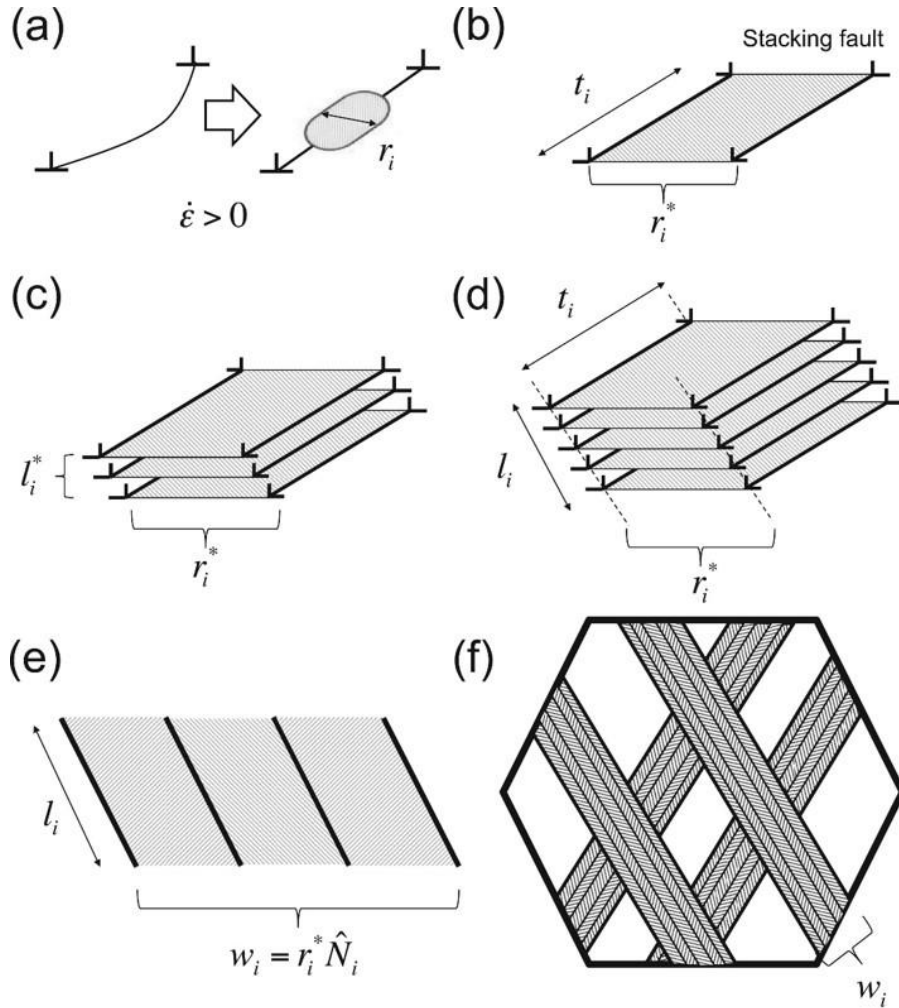 (a)
r_i
ε̇ > 0
(b)
Stacking fault
t_i
r_i^*
(c)
l_i^*
r_i^*
(d)
t_i
l_i
r_i^*
(e)
l_i
w_i = r_i^* N̂_i
(f)
w_i